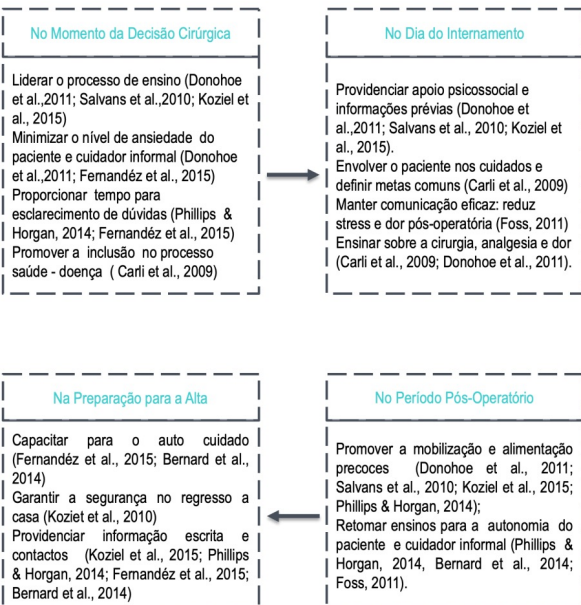 No Momento da Decisão Cirúrgica
Liderar o processo de ensino (Donohoe
et al.,2011; Salvans et al.,2010; Koziel et
al., 2015)
Minimizar o nível de ansiedade do
paciente e cuidador informal (Donohoe
et al.,2011; Fernandéz et al., 2015)
Proporcionar tempo para
esclarecimento de dúvidas (Phillips &
Horgan, 2014; Fernandéz et al., 2015)
Promover a inclusão no processo
saúde - doença ( Carli et al., 2009)
No Dia do Internamento
Providenciar apoio psicossocial e
informações prévias (Donohoe et
al.,2011; Salvans et al., 2010; Koziel et
al., 2015).
Envolver o paciente nos cuidados e
definir metas comuns (Carli et al., 2009)
Manter comunicação eficaz: reduz
stress e dor pós-operatória (Foss, 2011)
Ensinar sobre a cirurgia, analgesia e dor
(Carli et al., 2009; Donohoe et al., 2011).
No Período Pós-Operatório
Promover a mobilização e alimentação
precoces (Donohoe et al., 2011;
Salvans et al., 2010; Koziel et al., 2015;
Phillips & Horgan, 2014);
Retomar ensinos para a autonomia do
paciente e cuidador informal (Phillips &
Horgan, 2014, Bernard et al., 2014;
Foss, 2011).
Na Preparação para a Alta
Capacitar para o auto cuidado
(Fernandéz et al., 2015; Bernard et al.,
2014)
Garantir a segurança no regresso a
casa (Koziet et al., 2010)
Providenciar informação escrita e
contactos (Koziel et al., 2015; Phillips
& Horgan, 2014; Fernandéz et al., 2015;
Bernard et al., 2014)